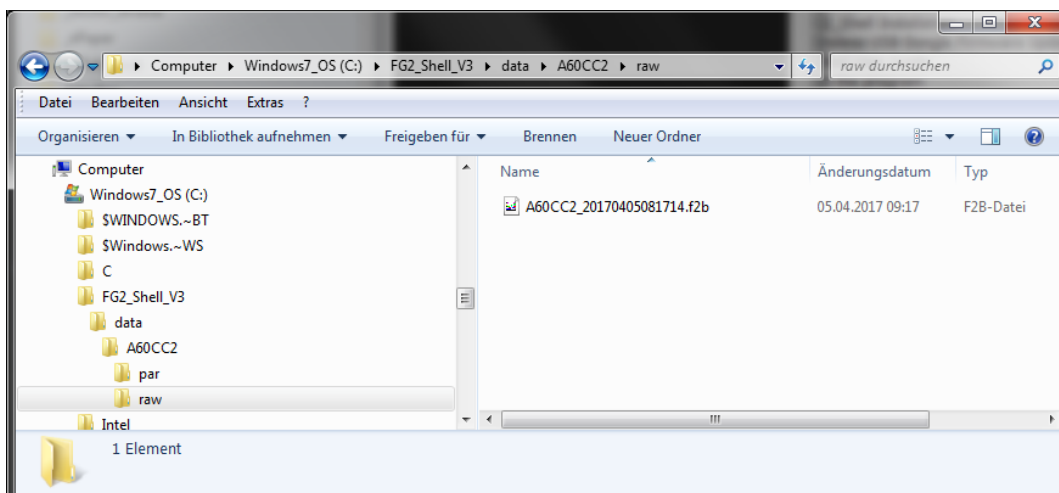 Computer ▸ Windows7_OS (C:) ▸ FG2_Shell_V3 ▸ data ▸ A60CC2 ▸ raw
raw durchsuchen
Datei Bearbeiten Ansicht Extras ?
Organisieren In Bibliothek aufnehmen Freigeben für Brennen Neuer Ordner
Computer
Windows7_OS (C:)
$WINDOWS.~BT
$Windows.~WS
C
FG2_Shell_V3
data
A60CC2
par
raw
Intel
Name Änderungsdatum Typ
A60CC2_20170405081714.f2b 05.04.2017 09:17 F2B-Datei
1 Element